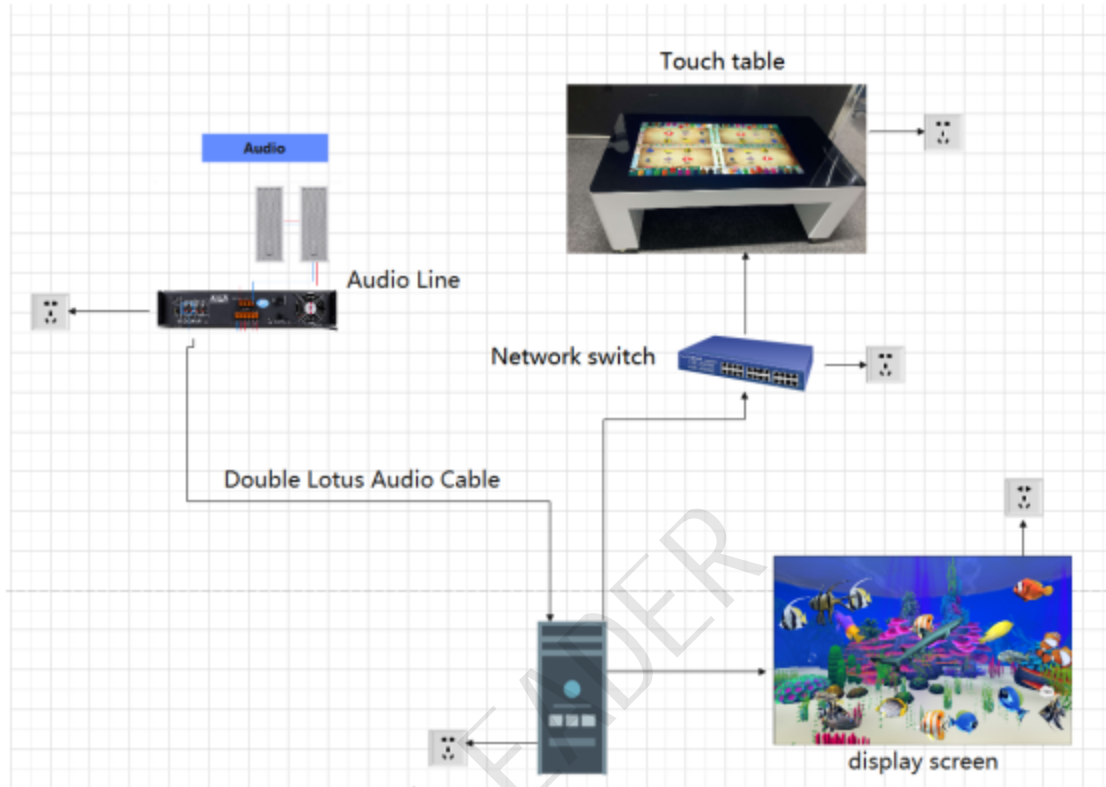 Touch table
Audio
Audio Line
Network switch
Double Lotus Audio Cable
display screen